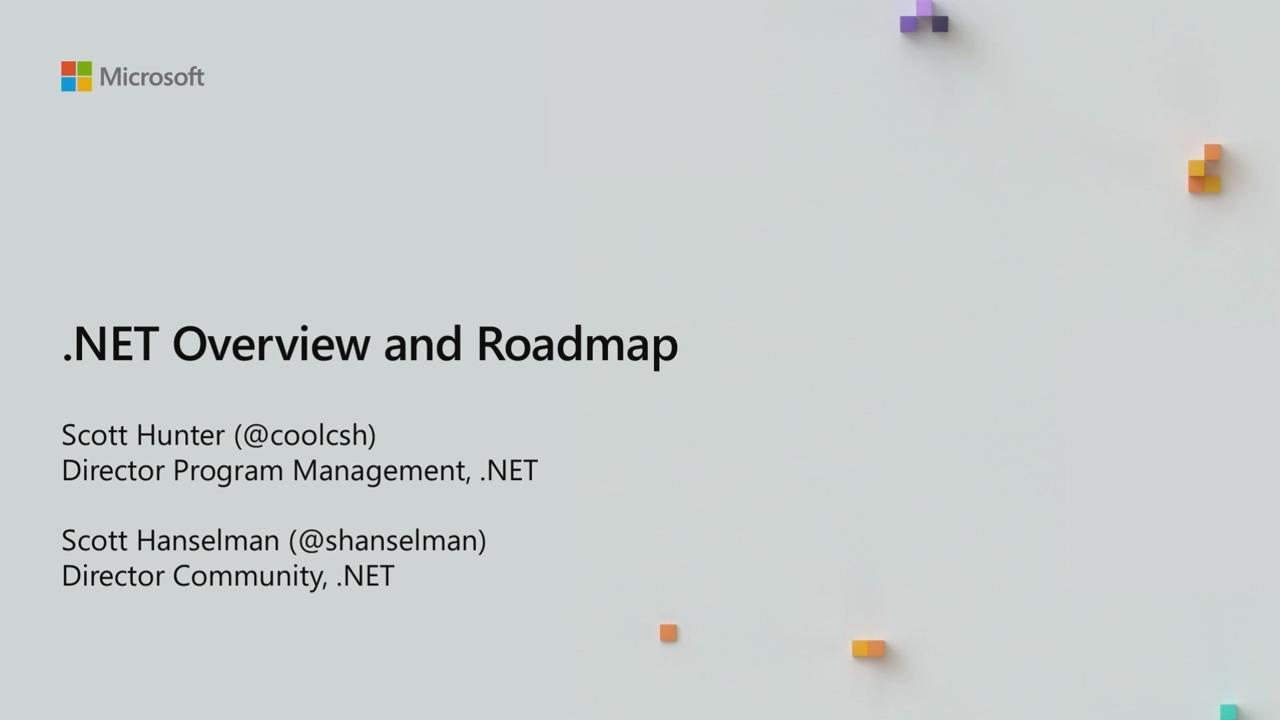 Microsoft
.NET Overview and Roadmap
Scott Hunter (@coolcsh)
Director Program Management, .NET
Scott Hanselman (@shanselman)
Director Community, .NET